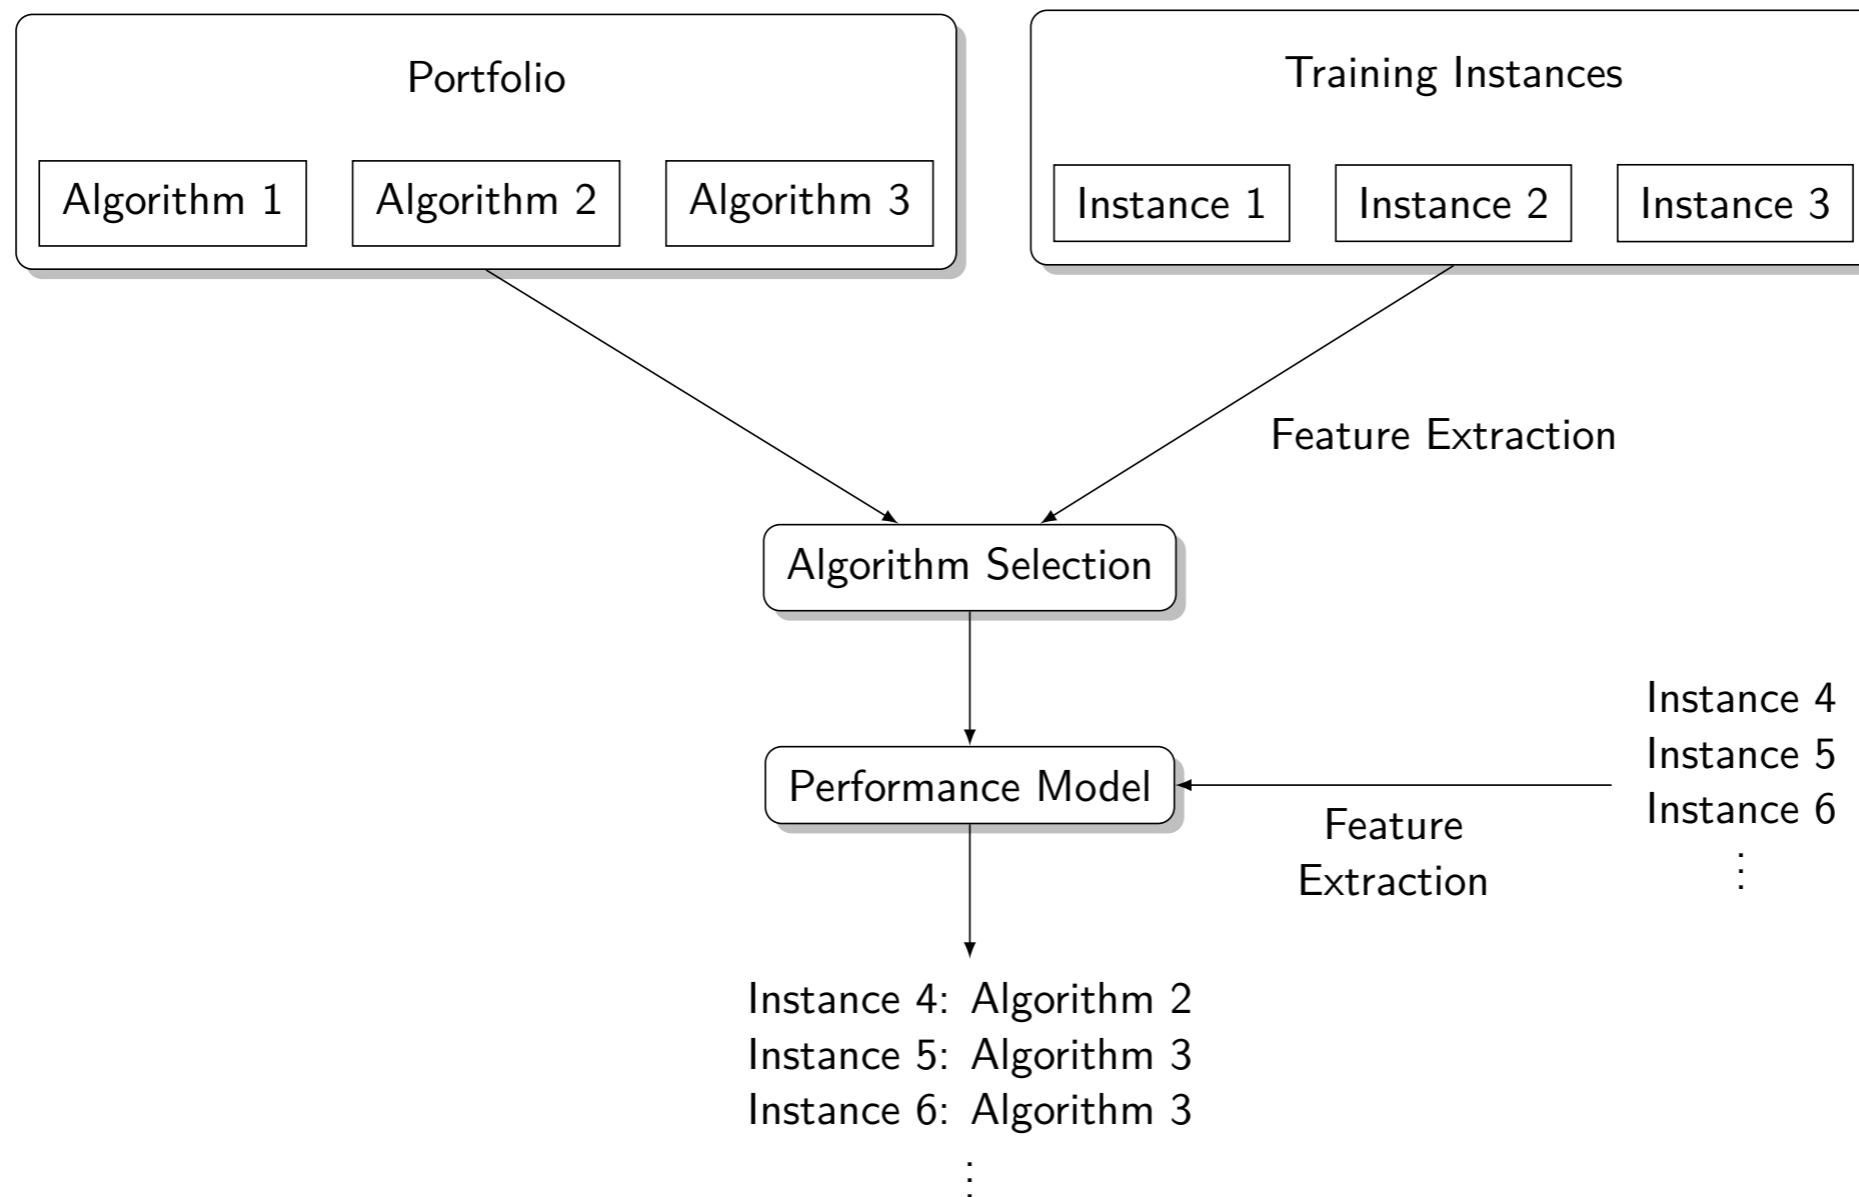 Portfolio
Algorithm 1
Algorithm 2
Algorithm 3
Training Instances
Instance 1
Instance 2
Instance 3
Feature Extraction
Algorithm Selection
Performance Model
Feature
Extraction
Instance 4
Instance 5
Instance 6
⋮
Instance 4: Algorithm 2
Instance 5: Algorithm 3
Instance 6: Algorithm 3
⋮